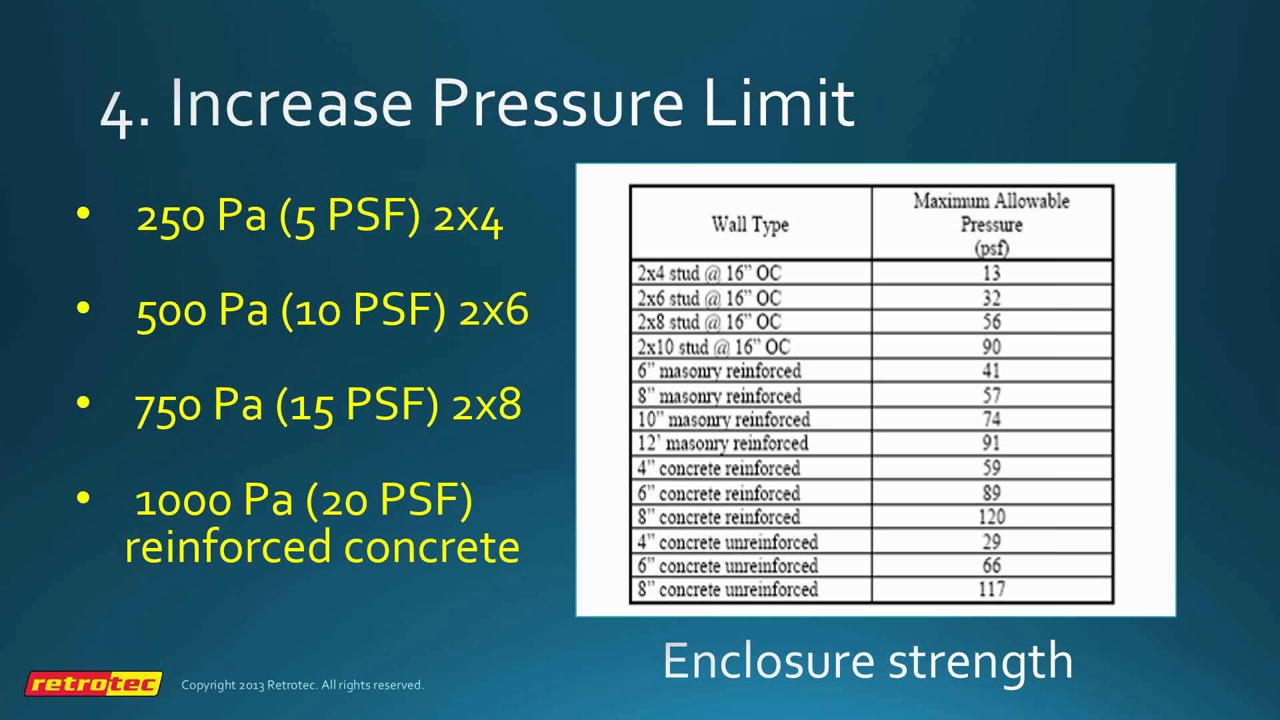 4. Increase Pressure Limit
• 250 Pa (5 PSF) 2x4
• 500 Pa (10 PSF) 2x6
• 750 Pa (15 PSF) 2x8
• 1000 Pa (20 PSF)
reinforced concrete
Wall Type Maximum Allowable
Pressure
(psf)
2x4 stud @ 16” OC 13
2x6 stud @ 16” OC 32
2x8 stud @ 16” OC 56
2x10 stud @ 16” OC 90
6” masonry reinforced 41
8” masonry reinforced 57
10” masonry reinforced 74
12’ masonry reinforced 91
4” concrete reinforced 59
6” concrete reinforced 89
8” concrete reinforced 120
4” concrete unreinforced 29
6” concrete unreinforced 66
8” concrete unreinforced 117
Enclosure strength
retrotec
Copyright 2013 Retrotec. All rights reserved.